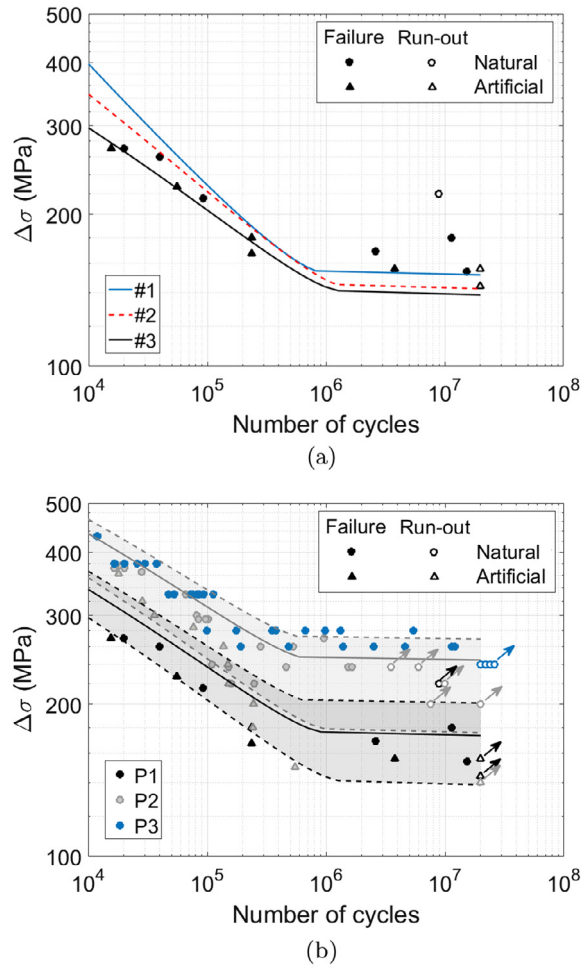 500
400
300
200
100
Δσ (MPa)
Failure Run-out
Natural
Artificial
#1
#2
#3
10^4 10^5 10^6 10^7 10^8
Number of cycles
(a)
500
400
300
200
100
Δσ (MPa)
Failure Run-out
Natural
Artificial
P1
P2
P3
10^4 10^5 10^6 10^7 10^8
Number of cycles
(b)